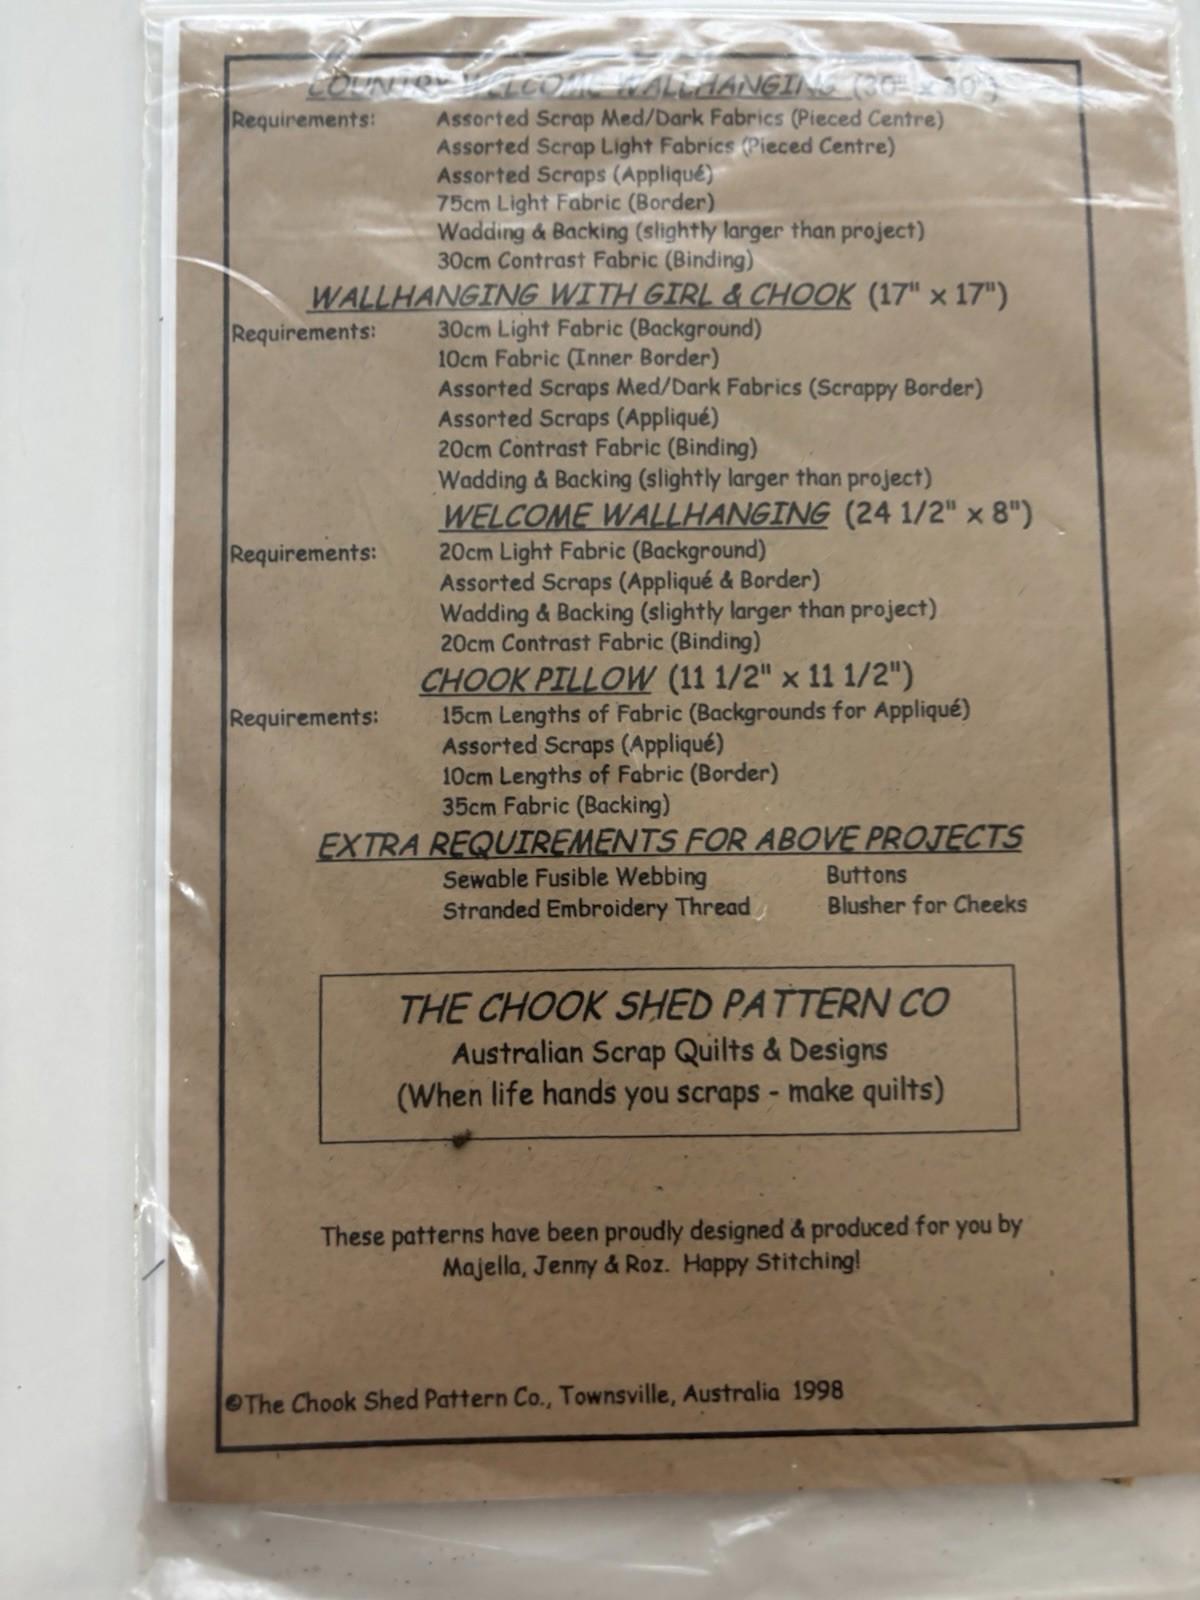 COUNTRY WELCOME WALLHANGING (30" x 30")
Requirements: Assorted Scrap Med/Dark Fabrics (Pieced Centre)
Assorted Scrap Light Fabrics (Pieced Centre)
Assorted Scraps (Appliqué)
75cm Light Fabric (Border)
Wadding & Backing (slightly larger than project)
30cm Contrast Fabric (Binding)
WALLHANGING WITH GIRL & CHOOK (17" x 17")
Requirements: 30cm Light Fabric (Background)
10cm Fabric (Inner Border)
Assorted Scraps Med/Dark Fabrics (Scrappy Border)
Assorted Scraps (Appliqué)
20cm Contrast Fabric (Binding)
Wadding & Backing (slightly larger than project)
WELCOME WALLHANGING (24 1/2" x 8")
Requirements: 20cm Light Fabric (Background)
Assorted Scraps (Appliqué & Border)
Wadding & Backing (slightly larger than project)
20cm Contrast Fabric (Binding)
CHOOK PILLOW (11 1/2" x 11 1/2")
Requirements: 15cm Lengths of Fabric (Backgrounds for Appliqué)
Assorted Scraps (Appliqué)
10cm Lengths of Fabric (Border)
35cm Fabric (Backing)
EXTRA REQUIREMENTS FOR ABOVE PROJECTS
Sewable Fusible Webbing Buttons
Stranded Embroidery Thread Blusher for Cheeks
THE CHOOK SHED PATTERN CO
Australian Scrap Quilts & Designs
(When life hands you scraps - make quilts)
These patterns have been proudly designed & produced for you by
Majella, Jenny & Roz. Happy Stitching!
©The Chook Shed Pattern Co., Townsville, Australia 1998